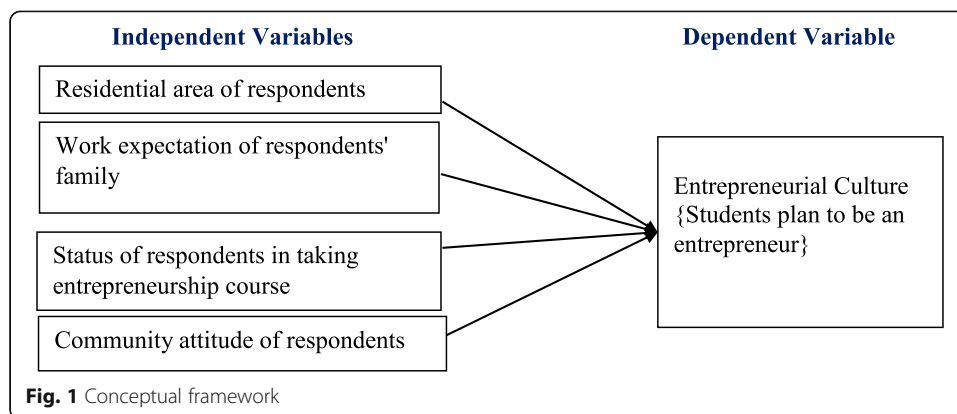 Independent Variables
Dependent Variable
Residential area of respondents
Work expectation of respondents'
family
Status of respondents in taking
entrepreneurship course
Community attitude of respondents
Entrepreneurial Culture
{Students plan to be an
entrepreneur}
Fig. 1 Conceptual framework